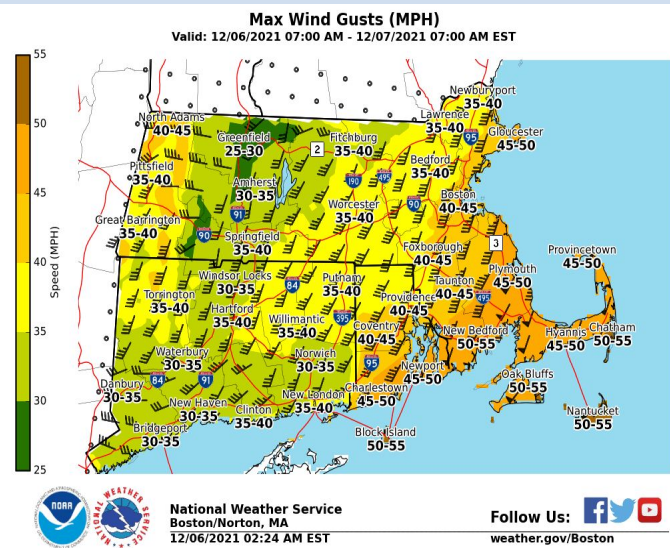 Max Wind Gusts (MPH)
Valid: 12/06/2021 07:00 AM - 12/07/2021 07:00 AM EST
55
50
45
40
35
30
25
Speed (MPH)
Newburyport
35-40
North Adams
40-45
Lawrence
35-40
Greenfield
25-30
2
Fitchburg
35-40
95
Gloucester
45-50
Pittsfield
35-40
Bedford
35-40
Amherst
30-35
190
495
Boston
40-45
Worcester
35-40
90
91
Great Barrington
35-40
90
Springfield
35-40
Foxborough
40-45
3
Provincetown
45-50
Windsor Locks
30-35
84
Putnam
35-40
Taunton
40-45
Plymouth
45-50
Torrington
35-40
Providence
40-45
495
Hartford
35-40
Willimantic
35-40
395
Coventry
40-45
New Bedford
50-55
Hyannis
45-50
Chatham
50-55
Waterbury
30-35
Norwich
30-35
95
Newport
45-50
Oak Bluffs
50-55
Danbury
30-35
84
91
New London
35-40
Charlestown
45-50
New Haven
30-35
Clinton
35-40
Nantucket
50-55
Bridgeport
30-35
Block Island
50-55
NOAA
NATIONAL WEATHER SERVICE
National Weather Service
Boston/Norton, MA
12/06/2021 02:24 AM EST
Follow Us:
weather.gov/Boston